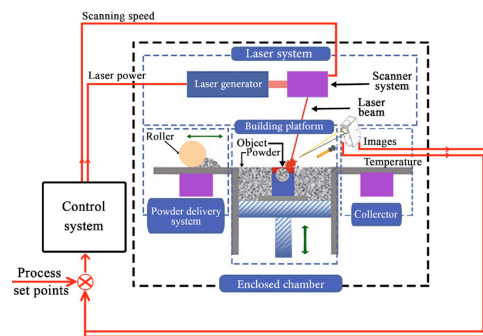 Scanning speed
Laser system
Laser power
Laser generator
Scanner
system
Laser
beam
Building platform
Roller
Object
Powder
Images
Temperature
Control
system
Powder delivery
system
Collerctor
Process
set points
Enclosed chamber